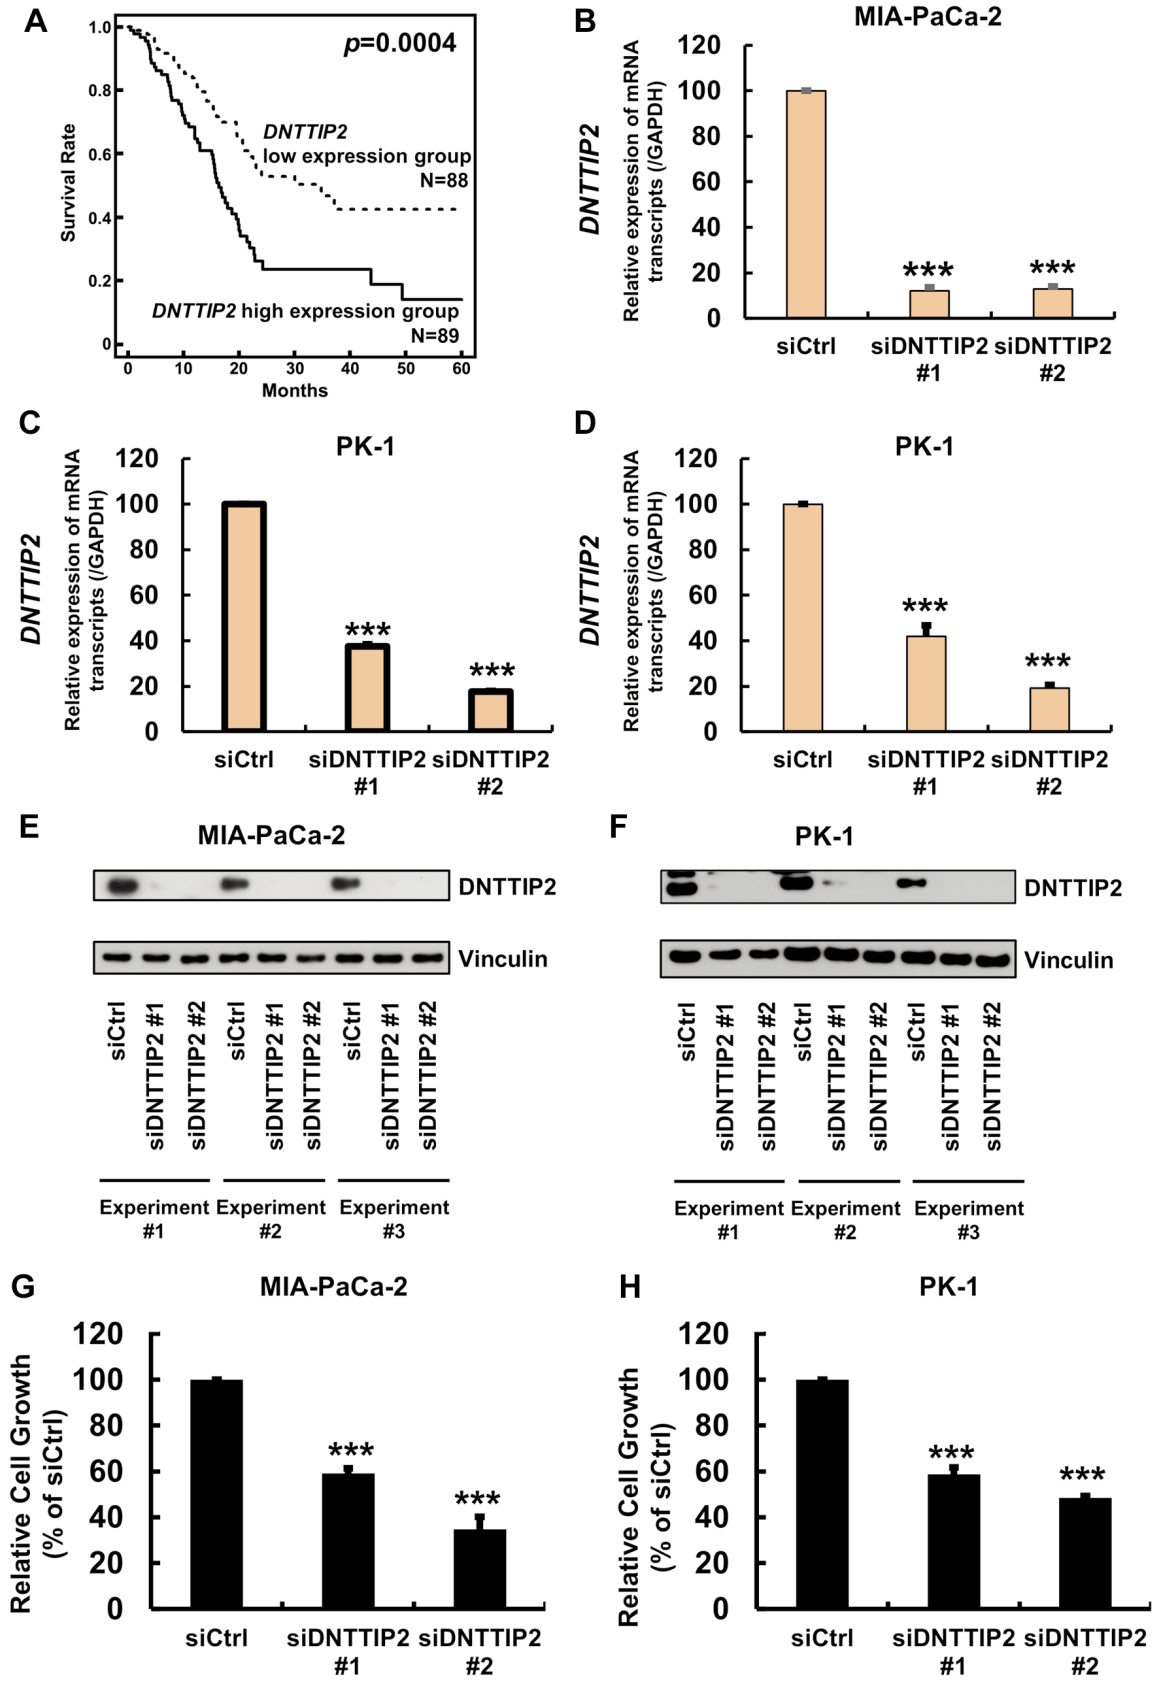 A
p=0.0004
1.0
0.8
0.6
0.4
0.2
0
Survival Rate
DNTTIP2
low expression group
N=88
DNTTIP2 high expression group
N=89
0 10 20 30 40 50 60
Months
B
MIA-PaCa-2
DNTTIP2
Relative expression of mRNA
transcripts (/GAPDH)
120
100
80
60
40
20
0
***
***
siCtrl siDNTTIP2 siDNTTIP2
#1 #2
C
PK-1
DNTTIP2
Relative expression of mRNA
transcripts (/GAPDH)
120
100
80
60
40
20
0
***
***
siCtrl siDNTTIP2 siDNTTIP2
#1 #2
D
PK-1
DNTTIP2
Relative expression of mRNA
transcripts (/GAPDH)
120
100
80
60
40
20
0
***
***
siCtrl siDNTTIP2 siDNTTIP2
#1 #2
E
MIA-PaCa-2
DNTTIP2
Vinculin
siCtrl
siDNTTIP2 #1
siDNTTIP2 #2
siCtrl
siDNTTIP2 #1
siDNTTIP2 #2
siCtrl
siDNTTIP2 #1
siDNTTIP2 #2
Experiment Experiment Experiment
#1 #2 #3
F
PK-1
DNTTIP2
Vinculin
siCtrl
siDNTTIP2 #1
siDNTTIP2 #2
siCtrl
siDNTTIP2 #1
siDNTTIP2 #2
siCtrl
siDNTTIP2 #1
siDNTTIP2 #2
Experiment Experiment Experiment
#1 #2 #3
G
MIA-PaCa-2
Relative Cell Growth
(% of siCtrl)
120
100
80
60
40
20
0
***
***
siCtrl siDNTTIP2 siDNTTIP2
#1 #2
H
PK-1
Relative Cell Growth
(% of siCtrl)
120
100
80
60
40
20
0
***
***
siCtrl siDNTTIP2 siDNTTIP2
#1 #2